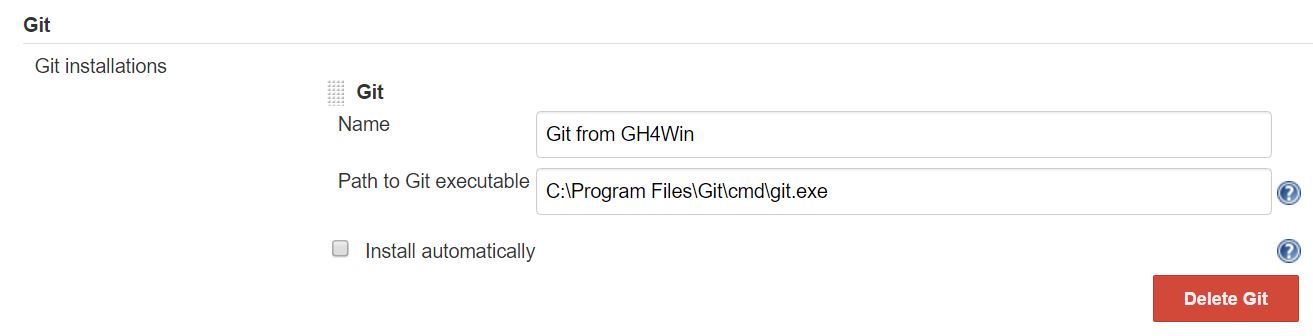 Git
Git installations
Git
Name
Git from GH4Win
Path to Git executable
C:\Program Files\Git\cmd\git.exe
?
Install automatically
?
Delete Git